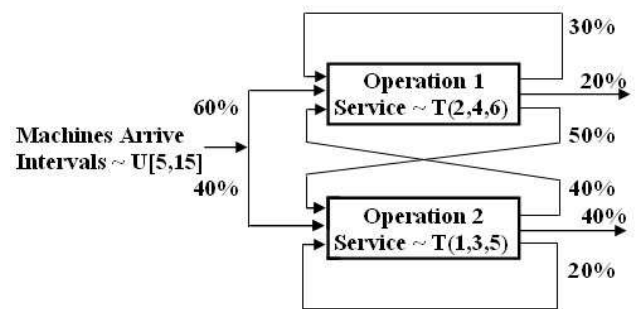 30%
Operation 1
Service ~ T(2,4,6)
20%
60%
50%
Machines Arrive
Intervals ~ U[5,15]
40%
40%
40%
Operation 2
Service ~ T(1,3,5)
20%